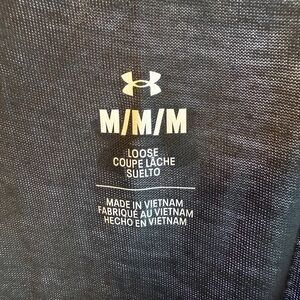 M/M/M
LOOSE
COUPE LÂCHE
SUELTO
MADE IN VIETNAM
FABRIQUÉ AU VIETNAM
HECHO EN VIETNAM